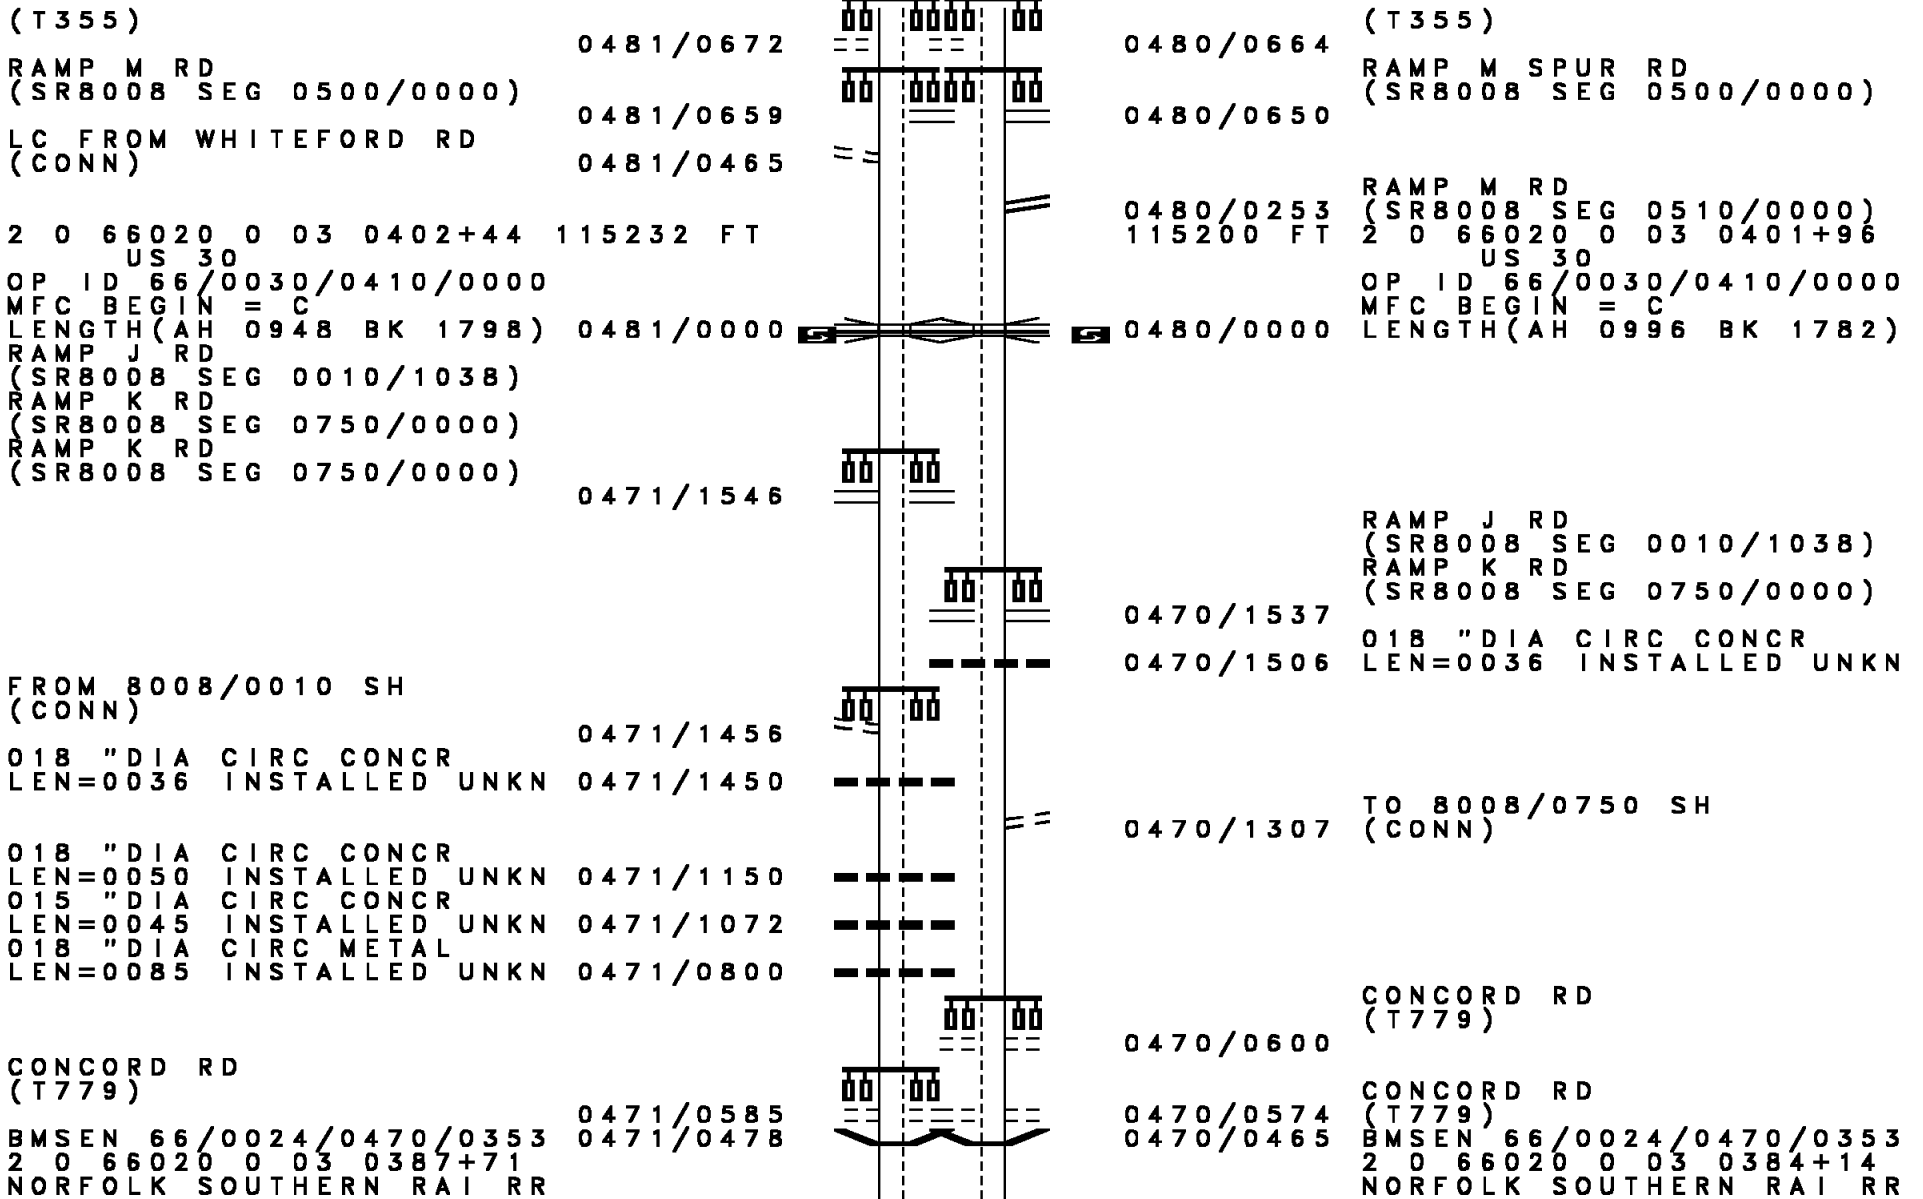 (T355)
0481/0672
RAMP M RD
(SR8008 SEG 0500/0000)
0481/0659
LC FROM WHITEFORD RD
(CONN)
0481/0465
2 0 66020 0 03 0402+44 115232 FT
US 30
OP ID 66/0030/0410/0000
MFC BEGIN = C
LENGTH(AH 0948 BK 1798) 0481/0000
RAMP J RD
(SR8008 SEG 0010/1038)
RAMP K RD
(SR8008 SEG 0750/0000)
RAMP K RD
(SR8008 SEG 0750/0000)
0471/1546
FROM 8008/0010 SH
(CONN)
0471/1456
018 "DIA CIRC CONCR
LEN=0036 INSTALLED UNKN 0471/1450
018 "DIA CIRC CONCR
LEN=0050 INSTALLED UNKN 0471/1150
015 "DIA CIRC CONCR
LEN=0045 INSTALLED UNKN 0471/1072
018 "DIA CIRC METAL
LEN=0085 INSTALLED UNKN 0471/0800
CONCORD RD
(T779)
0471/0585
BMSEN 66/0024/0470/0353 0471/0478
2 0 66020 0 03 0387+71
NORFOLK SOUTHERN RAI RR
S
S
(T355)
0480/0664
RAMP M SPUR RD
(SR8008 SEG 0500/0000)
0480/0650
RAMP M RD
0480/0253 (SR8008 SEG 0510/0000)
115200 FT 2 0 66020 0 03 0401+96
US 30
OP ID 66/0030/0410/0000
MFC BEGIN = C
0480/0000 LENGTH(AH 0996 BK 1782)
RAMP J RD
(SR8008 SEG 0010/1038)
RAMP K RD
(SR8008 SEG 0750/0000)
0470/1537
018 "DIA CIRC CONCR
0470/1506 LEN=0036 INSTALLED UNKN
TO 8008/0750 SH
0470/1307 (CONN)
CONCORD RD
(T779)
0470/0600
CONCORD RD
0470/0574 (T779)
0470/0465 BMSEN 66/0024/0470/0353
2 0 66020 0 03 0384+14
NORFOLK SOUTHERN RAI RR